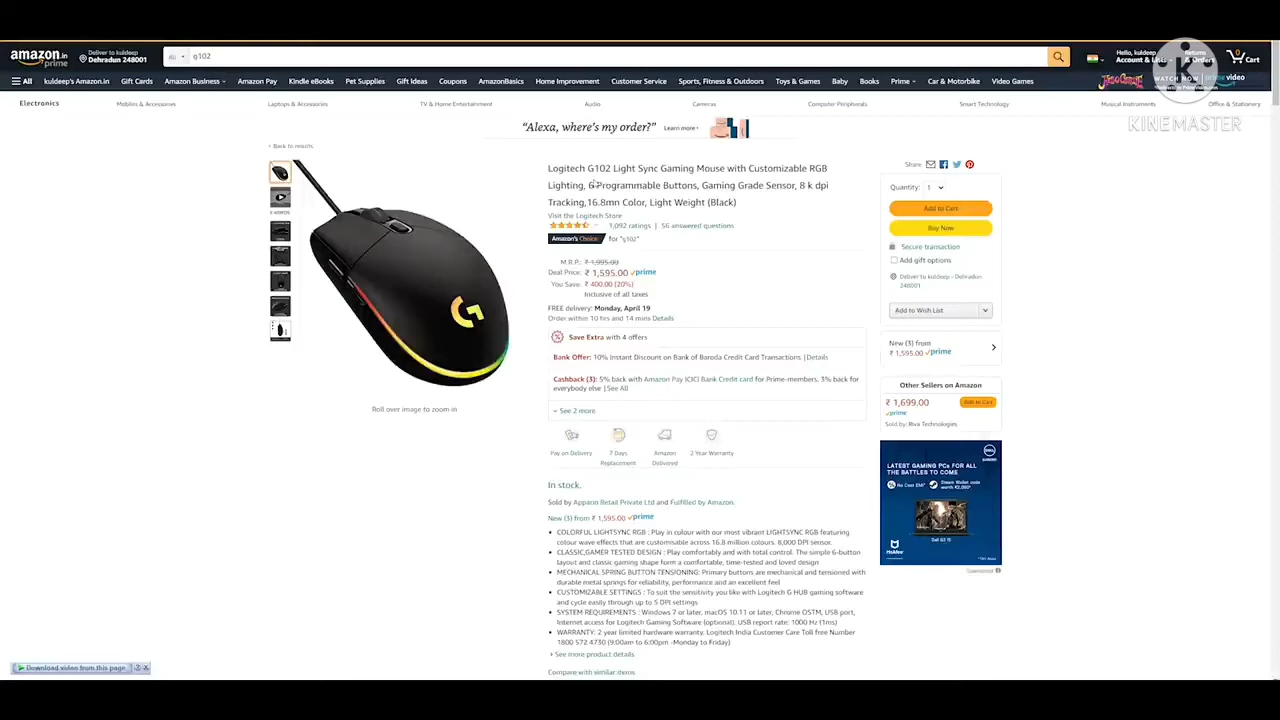 amazon.in
prime
Deliver to kuldeep
Dehradun 248001
All
g102
Hello, kuldeep
Account & Lists
Returns
& Orders
0
Cart
All
kuldeep's Amazon.in
Gift Cards
Amazon Business
Amazon Pay
Kindle eBooks
Pet Supplies
Gift Ideas
Coupons
AmazonBasics
Home Improvement
Customer Service
Sports, Fitness & Outdoors
Toys & Games
Baby
Books
Prime
Car & Motorbike
Video Games
WATCH NOW
prime video
KINEMASTER
Electronics
Mobiles & Accessories
Laptops & Accessories
TV & Home Entertainment
Audio
Cameras
Computer Peripherals
Smart Technology
Musical Instruments
Office & Stationery
“Alexa, where’s my order?”
Learn more ›
‹ Back to results
Roll over image to zoom in
Logitech G102 Light Sync Gaming Mouse with Customizable RGB
Lighting, 6 Programmable Buttons, Gaming Grade Sensor, 8 k dpi
Tracking,16.8mn Color, Light Weight (Black)
Visit the Logitech Store
1,092 ratings | 56 answered questions
Amazon's Choice for "g102"
M.R.P.: ₹ 1,995.00
Deal Price: ₹ 1,595.00 prime
You Save: ₹ 400.00 (20%)
Inclusive of all taxes
FREE delivery: Monday, April 19
Order within 10 hrs and 14 mins Details
Save Extra with 4 offers
Bank Offer: 10% Instant Discount on Bank of Baroda Credit Card Transactions | Details
Cashback (3): 5% back with Amazon Pay ICICI Bank Credit card for Prime-members. 3% back for
everybody else | See All
See 2 more
Pay on Delivery
7 Days
Replacement
Amazon
Delivered
2 Year Warranty
In stock.
Sold by Appario Retail Private Ltd and Fulfilled by Amazon.
New (3) from ₹ 1,595.00 prime
• COLORFUL LIGHTSYNC RGB : Play in colour with our most vibrant LIGHTSYNC RGB featuring
colour wave effects that are customisable across 16.8 million colours. 8,000 DPI sensor.
• CLASSIC,GAMER TESTED DESIGN : Play comfortably and with total control. The simple 6-button
layout and classic gaming shape form a comfortable, time-tested and loved design
• MECHANICAL SPRING BUTTON TENSIONING: Primary buttons are mechanical and tensioned with
durable metal springs for reliability, performance and an excellent feel
• CUSTOMIZABLE SETTINGS : To suit the sensitivity you like with Logitech G HUB gaming software
and cycle easily through up to 5 DPI settings
• SYSTEM REQUIREMENTS : Windows 7 or later, macOS 10.11 or later, Chrome OSTM, USB port,
Internet access for Logitech Gaming Software (optional). USB report rate: 1000 Hz (1ms)
• WARRANTY: 2 year limited hardware warranty. Logitech India Customer Care Toll free Number
1800 572 4730 (9:00am to 6:00pm -Monday to Friday)
› See more product details
Compare with similar items
Share
Quantity: 1
Add to Cart
Buy Now
Secure transaction
Add gift options
Deliver to kuldeep - Dehradun
248001
Add to Wish List
New (3) from
₹ 1,595.00 prime
Other Sellers on Amazon
₹ 1,699.00
Add to Cart
prime
Sold by: Riva Technologies
DELL
LATEST GAMING PCs FOR ALL
THE BATTLES TO COME
No Cost EMI*
Steam Wallet code
McAfee
Dell G3 15
Sponsored
Download video from this page